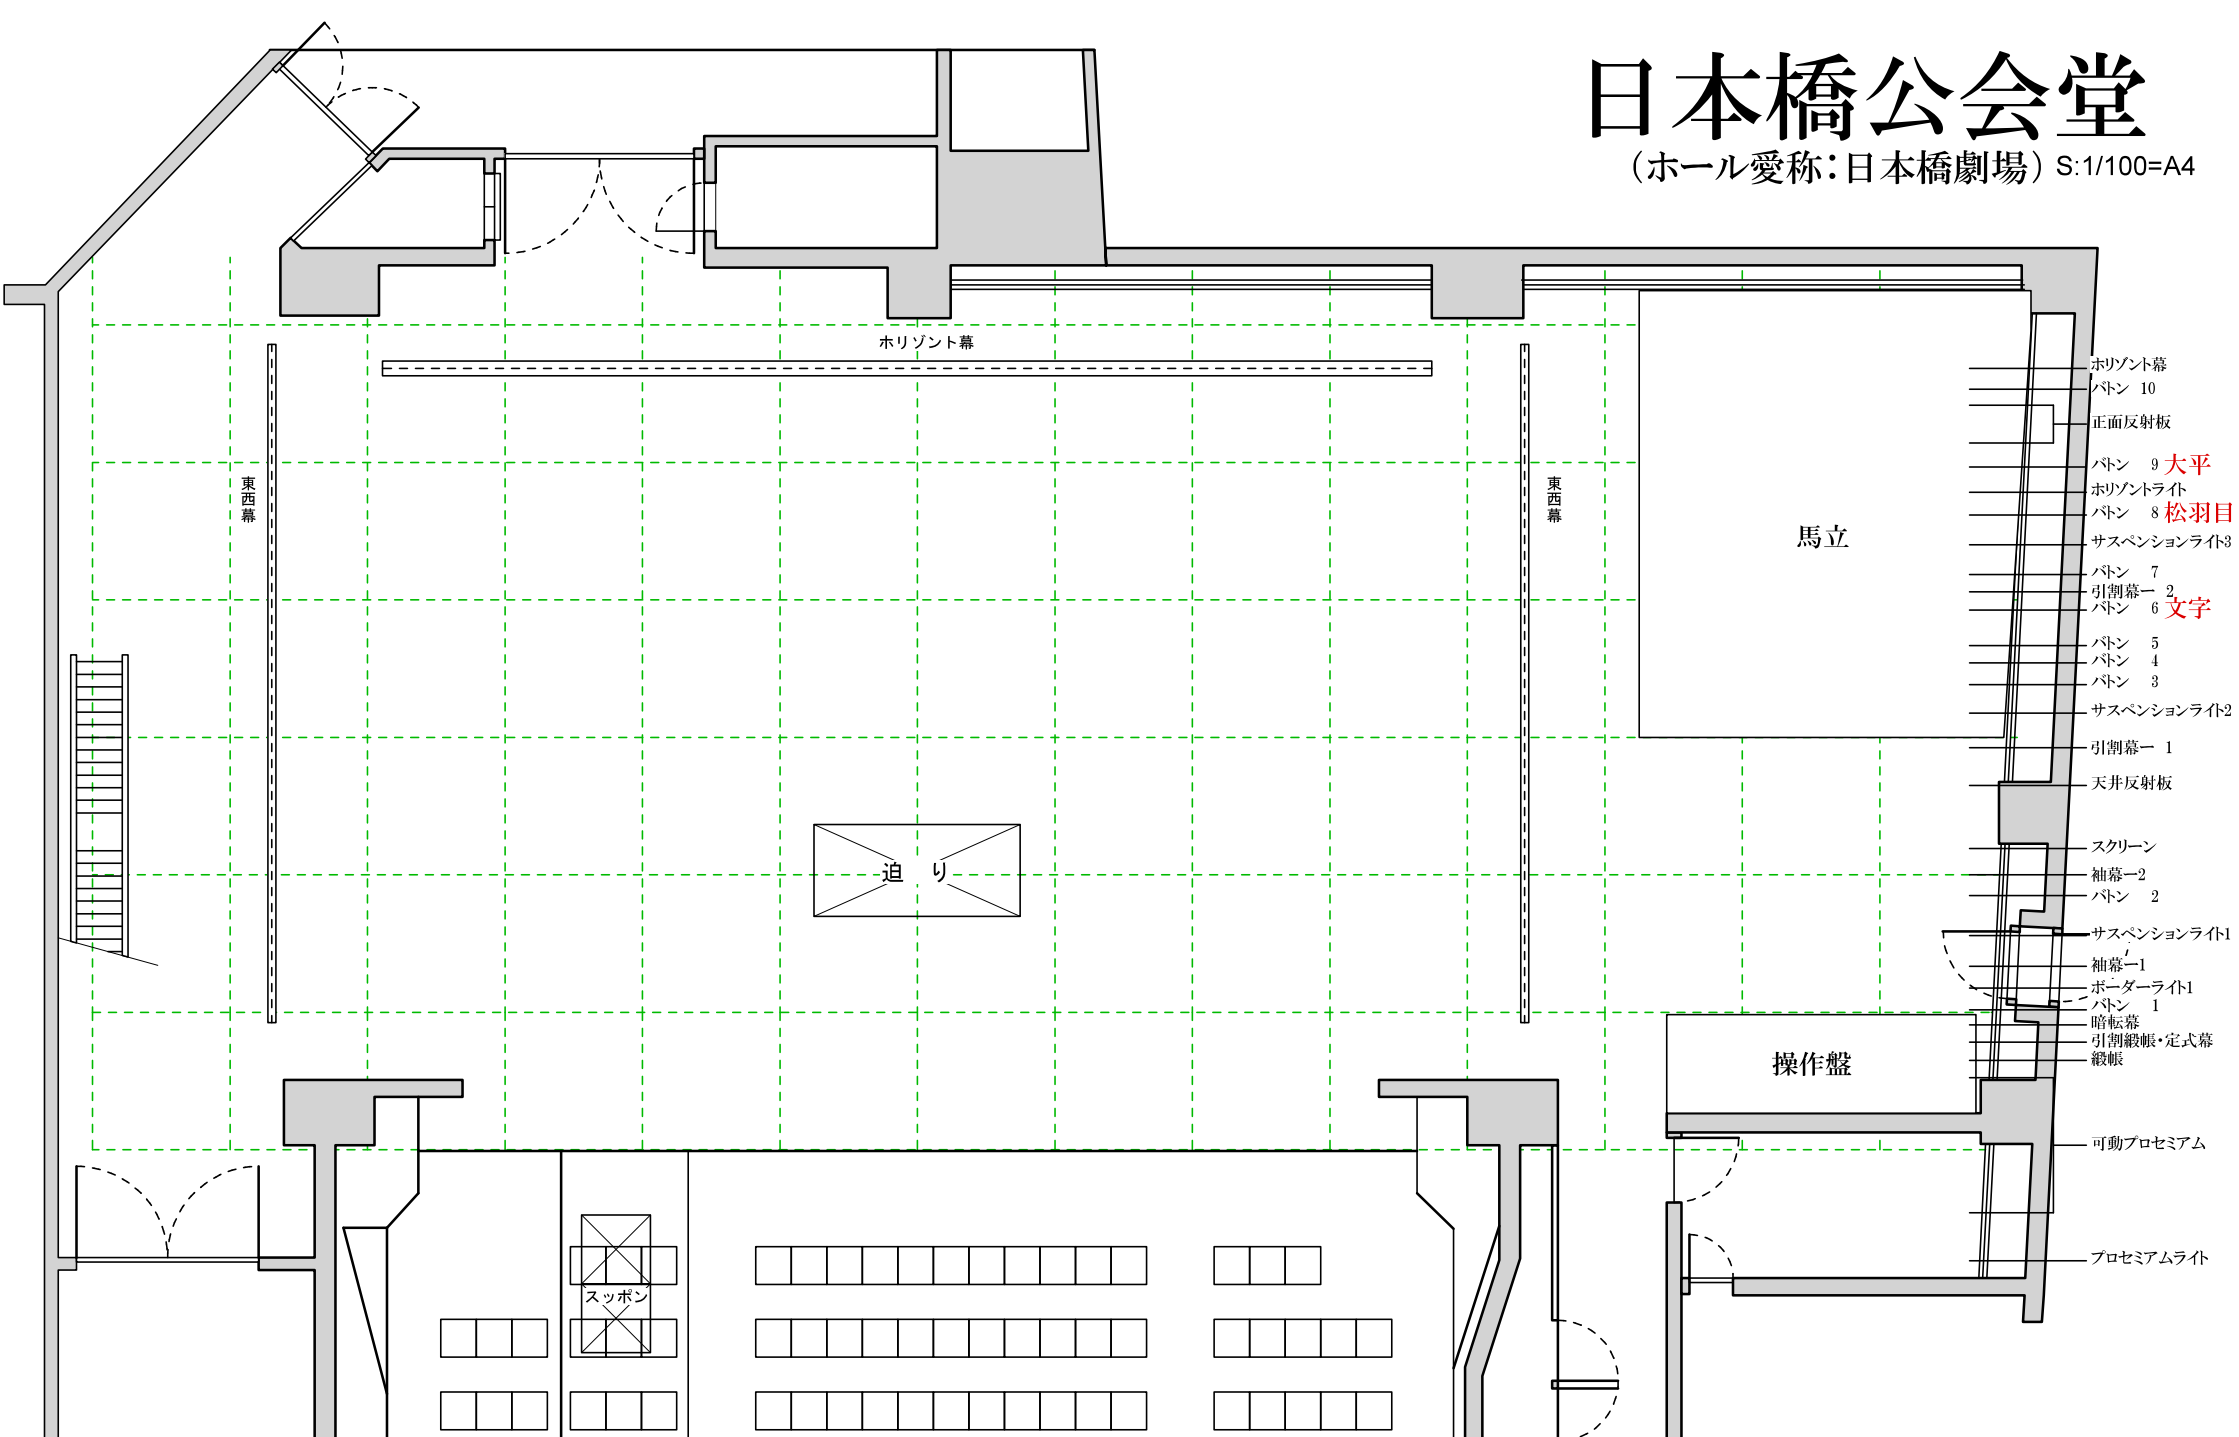 日本橋公会堂
（ホール愛称：日本橋劇場）S:1/100=A4
ホリゾント幕
東西幕
東西幕
馬立
迫 り
操作盤
スッポン
ホリゾント幕
バトン 10
正面反射板
バトン 9 大平
ホリゾントライト
バトン 8 松羽目
サスペンションライト3
バトン 7
引割幕ー 2
バトン 6 文字
バトン 5
バトン 4
バトン 3
サスペンションライト2
引割幕ー 1
天井反射板
スクリーン
袖幕ー2
バトン 2
サスペンションライト1
袖幕ー1
ボーダーライト1
バトン 1
暗転幕
引割緞帳・定式幕
緞帳
可動プロセミアム
プロセミアムライト